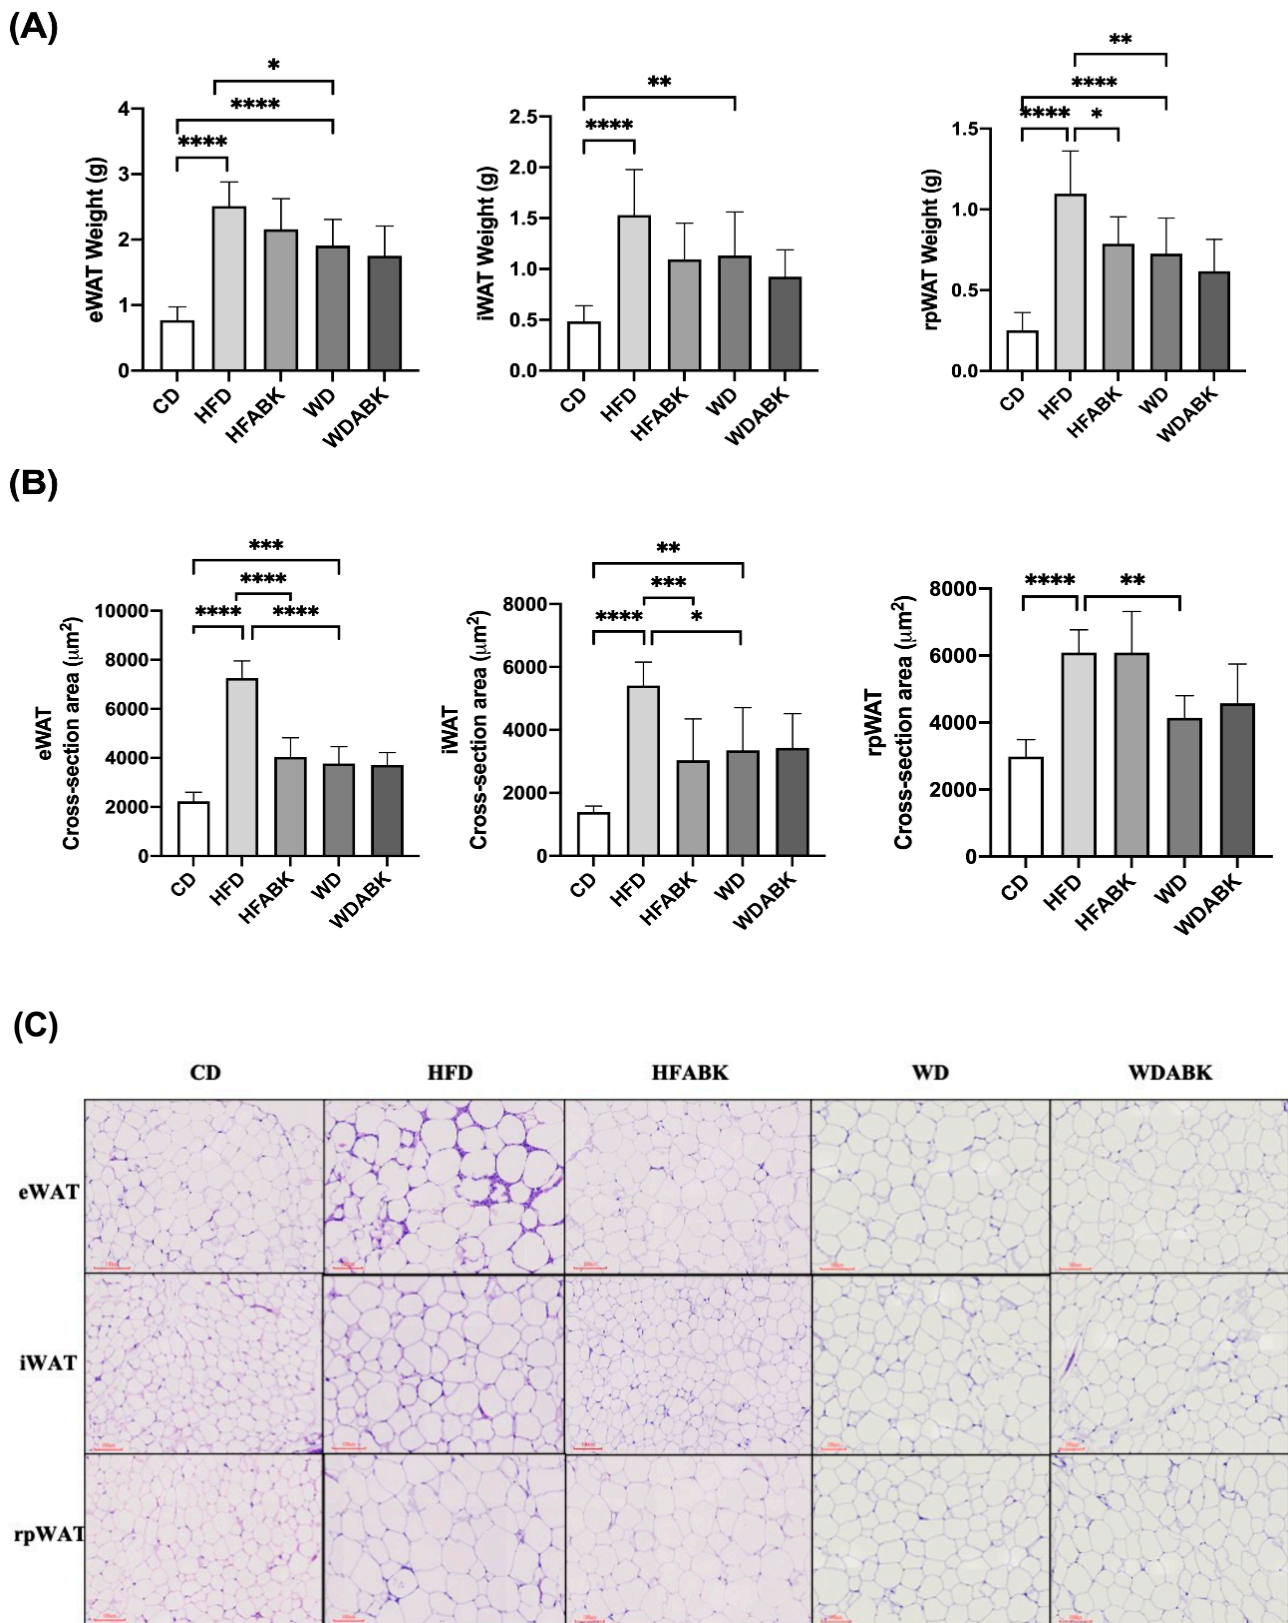 (A)
* **** ****
eWAT Weight (g)
4
3
2
1
0
CD HFD HFABK WD WDABK
** ****
iWAT Weight (g)
2.5
2.0
1.5
1.0
0.5
0.0
CD HFD HFABK WD WDABK
** **** **** *
rpWAT Weight (g)
1.5
1.0
0.5
0.0
CD HFD HFABK WD WDABK
(B)
*** **** **** ****
eWAT
Cross-section area (μm²)
10000
8000
6000
4000
2000
0
CD HFD HFABK WD WDABK
** *** **** *
iWAT
Cross-section area (μm²)
8000
6000
4000
2000
0
CD HFD HFABK WD WDABK
**** **
rpWAT
Cross-section area (μm²)
8000
6000
4000
2000
0
CD HFD HFABK WD WDABK
(C)
CD HFD HFABK WD WDABK
eWAT
iWAT
rpWAT